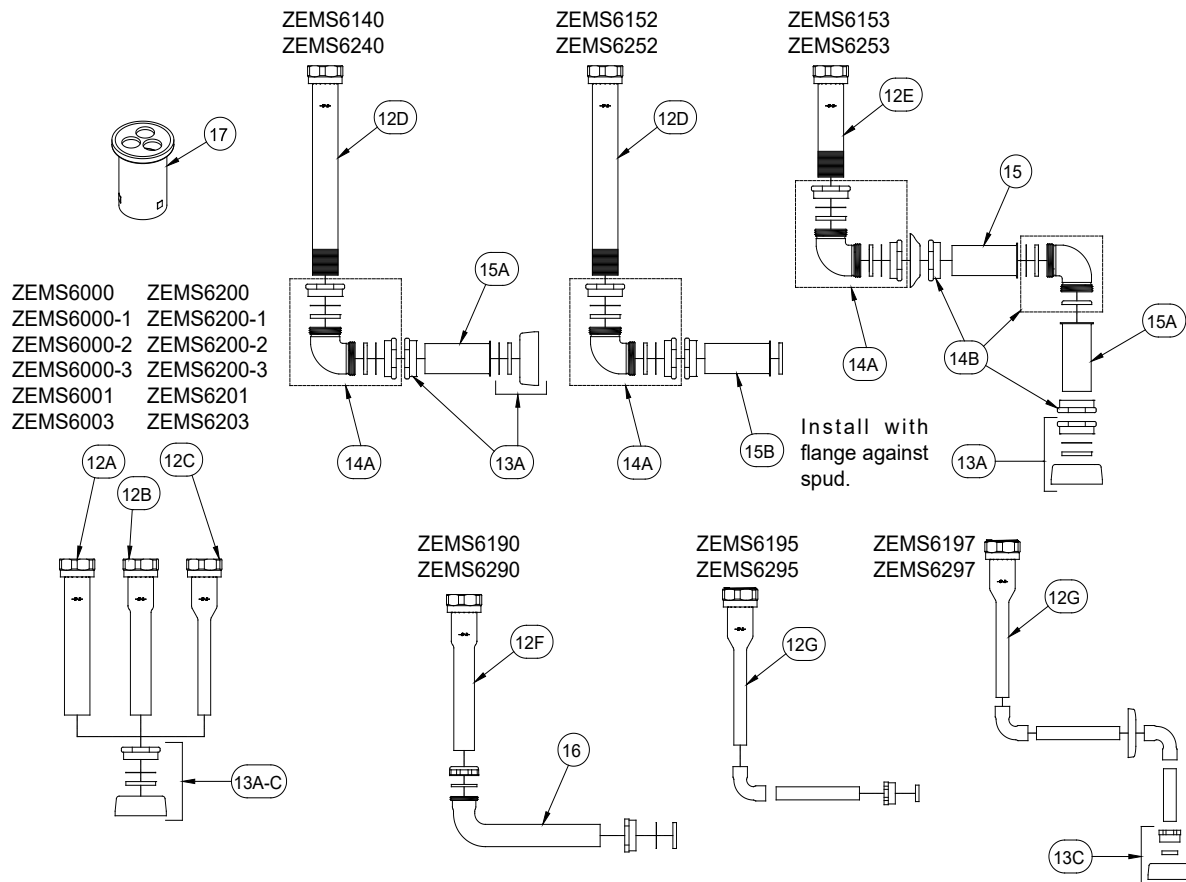 ZEMS6140
ZEMS6240
ZEMS6152
ZEMS6252
ZEMS6153
ZEMS6253
17
12D
12D
12E
15
15A
15A
14A
13A
14A
15B
14A
14B
13A
Install with
flange against
spud.
ZEMS6000 ZEMS6200
ZEMS6000-1 ZEMS6200-1
ZEMS6000-2 ZEMS6200-2
ZEMS6000-3 ZEMS6200-3
ZEMS6001 ZEMS6201
ZEMS6003 ZEMS6203
12A
12B
12C
13A-C
ZEMS6190
ZEMS6290
12F
16
ZEMS6195
ZEMS6295
12G
ZEMS6197
ZEMS6297
12G
13C